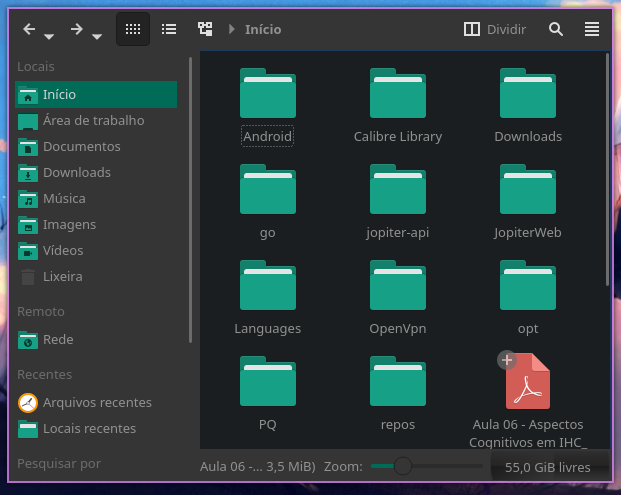 Início
Dividir
Locais
Início
Área de trabalho
Documentos
Downloads
Música
Imagens
Vídeos
Lixeira
Remoto
Rede
Recentes
Arquivos recentes
Locais recentes
Pesquisar por
Android
Calibre Library
Downloads
go
jopiter-api
JopiterWeb
Languages
OpenVpn
opt
PQ
repos
Aula 06 - Aspectos
Cognitivos em IHC_
Aula 06 -... 3,5 MiB)
Zoom:
55,0 GiB livres